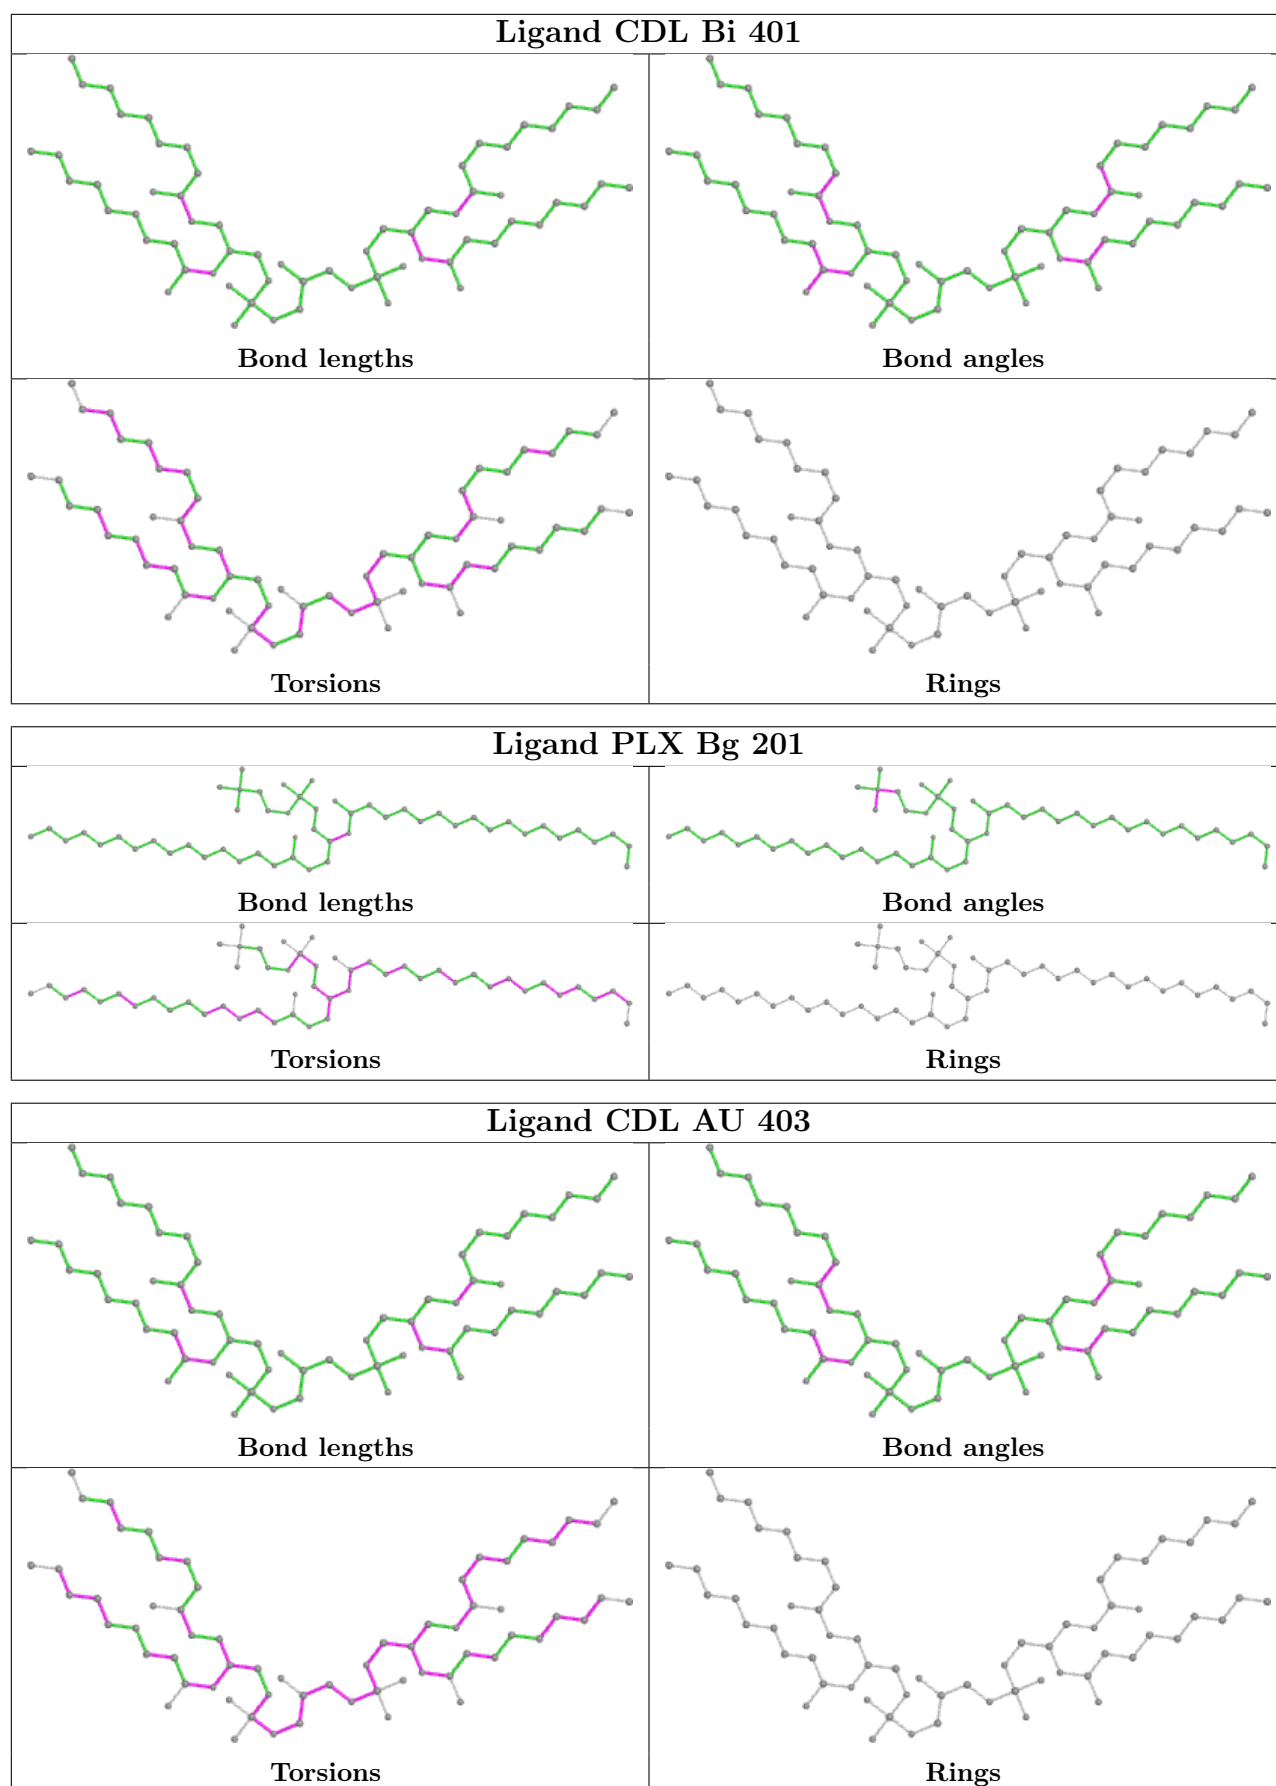 Ligand CDL Bi 401
Bond lengths
Bond angles
Torsions
Rings
Ligand PLX Bg 201
Bond lengths
Bond angles
Torsions
Rings
Ligand CDL AU 403
Bond lengths
Bond angles
Torsions
Rings